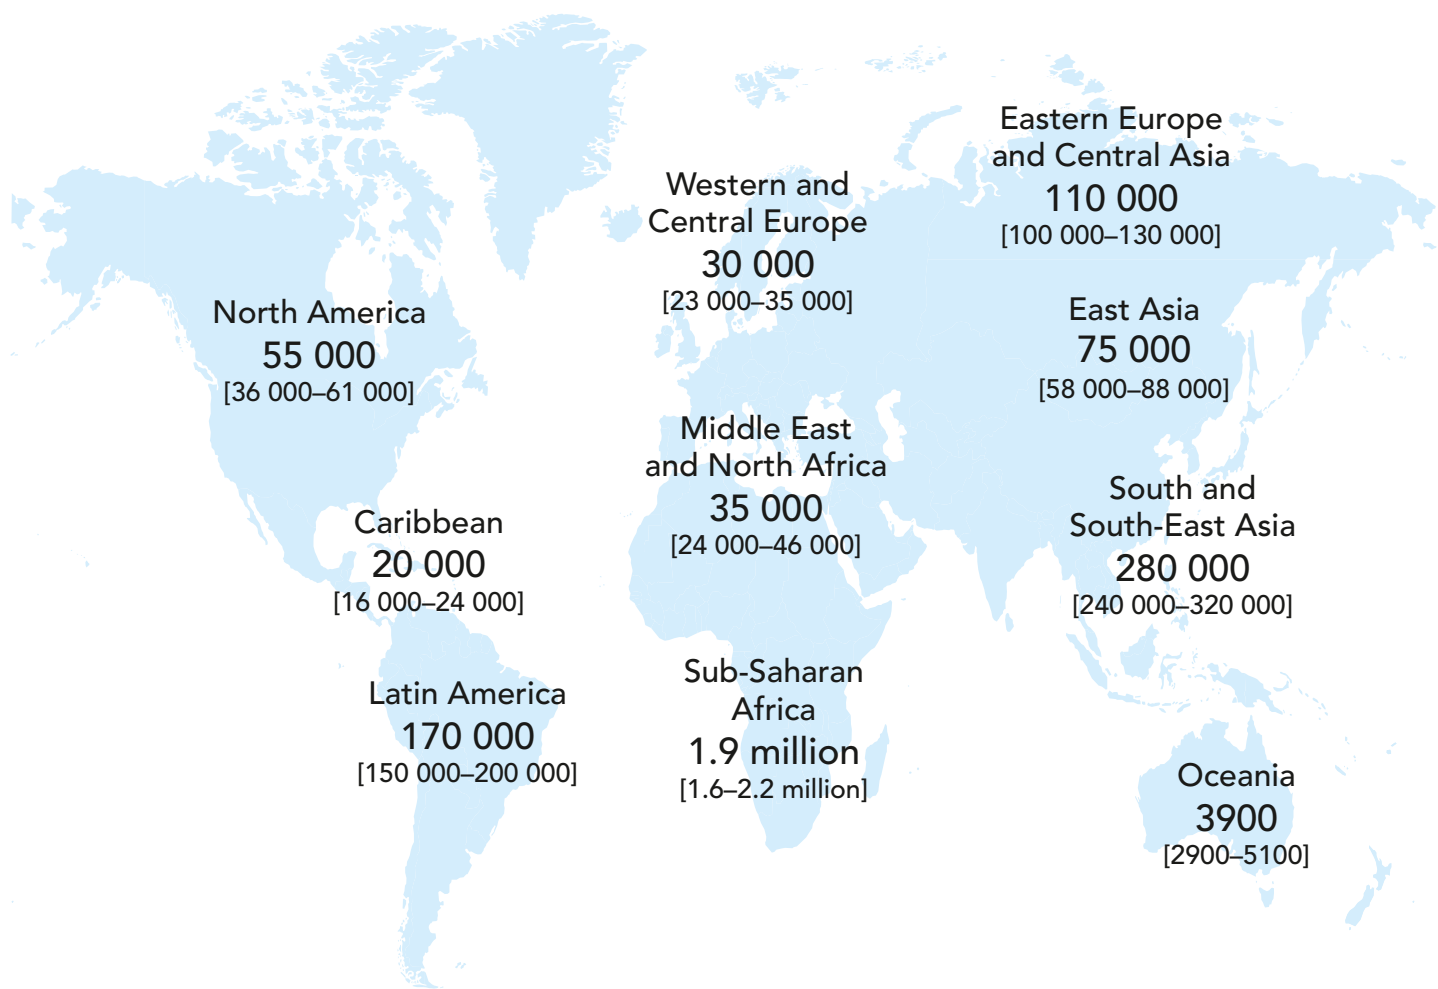 Eastern Europe
and Central Asia
110 000
[100 000–130 000]
Western and
Central Europe
30 000
[23 000–35 000]
North America
55 000
[36 000–61 000]
East Asia
75 000
[58 000–88 000]
Middle East
and North Africa
35 000
[24 000–46 000]
South and
South-East Asia
280 000
[240 000–320 000]
Caribbean
20 000
[16 000–24 000]
Sub-Saharan
Africa
1.9 million
[1.6–2.2 million]
Latin America
170 000
[150 000–200 000]
Oceania
3900
[2900–5100]